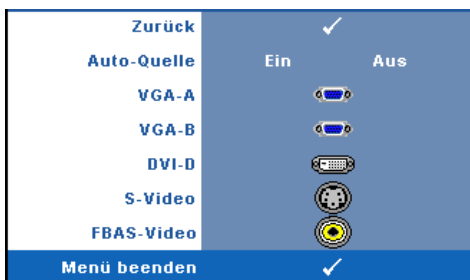 Zurück
Auto-Quelle Ein Aus
VGA-A
VGA-B
DVI-D
S-Video
FBAS-Video
Menü beenden